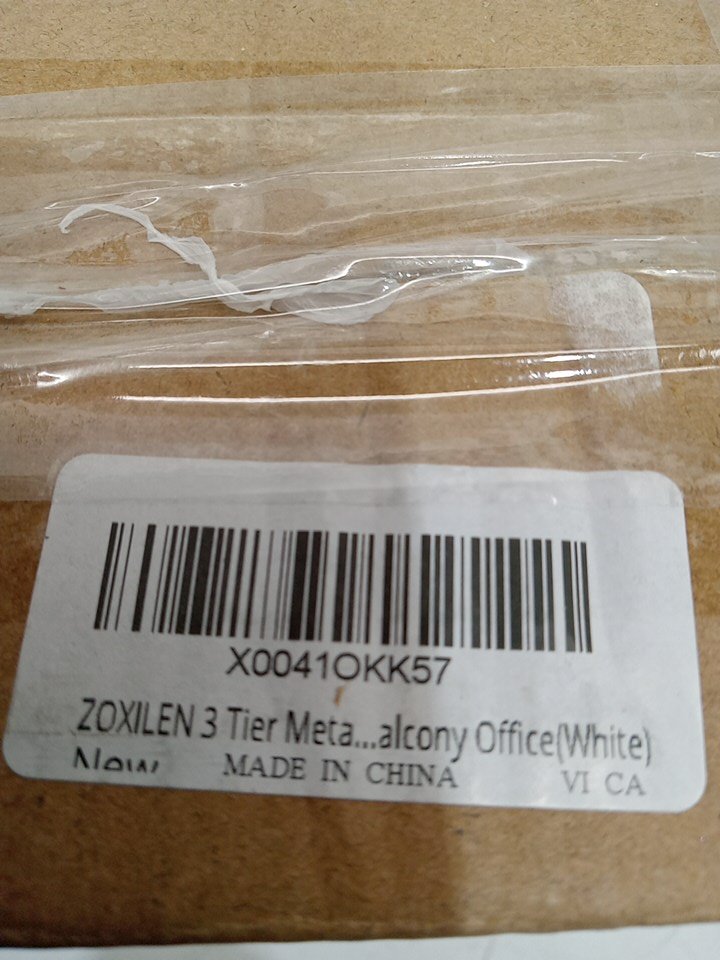 X0041OKK57
ZOXILEN 3 Tier Meta...alcony Office(White)
New MADE IN CHINA VI CA